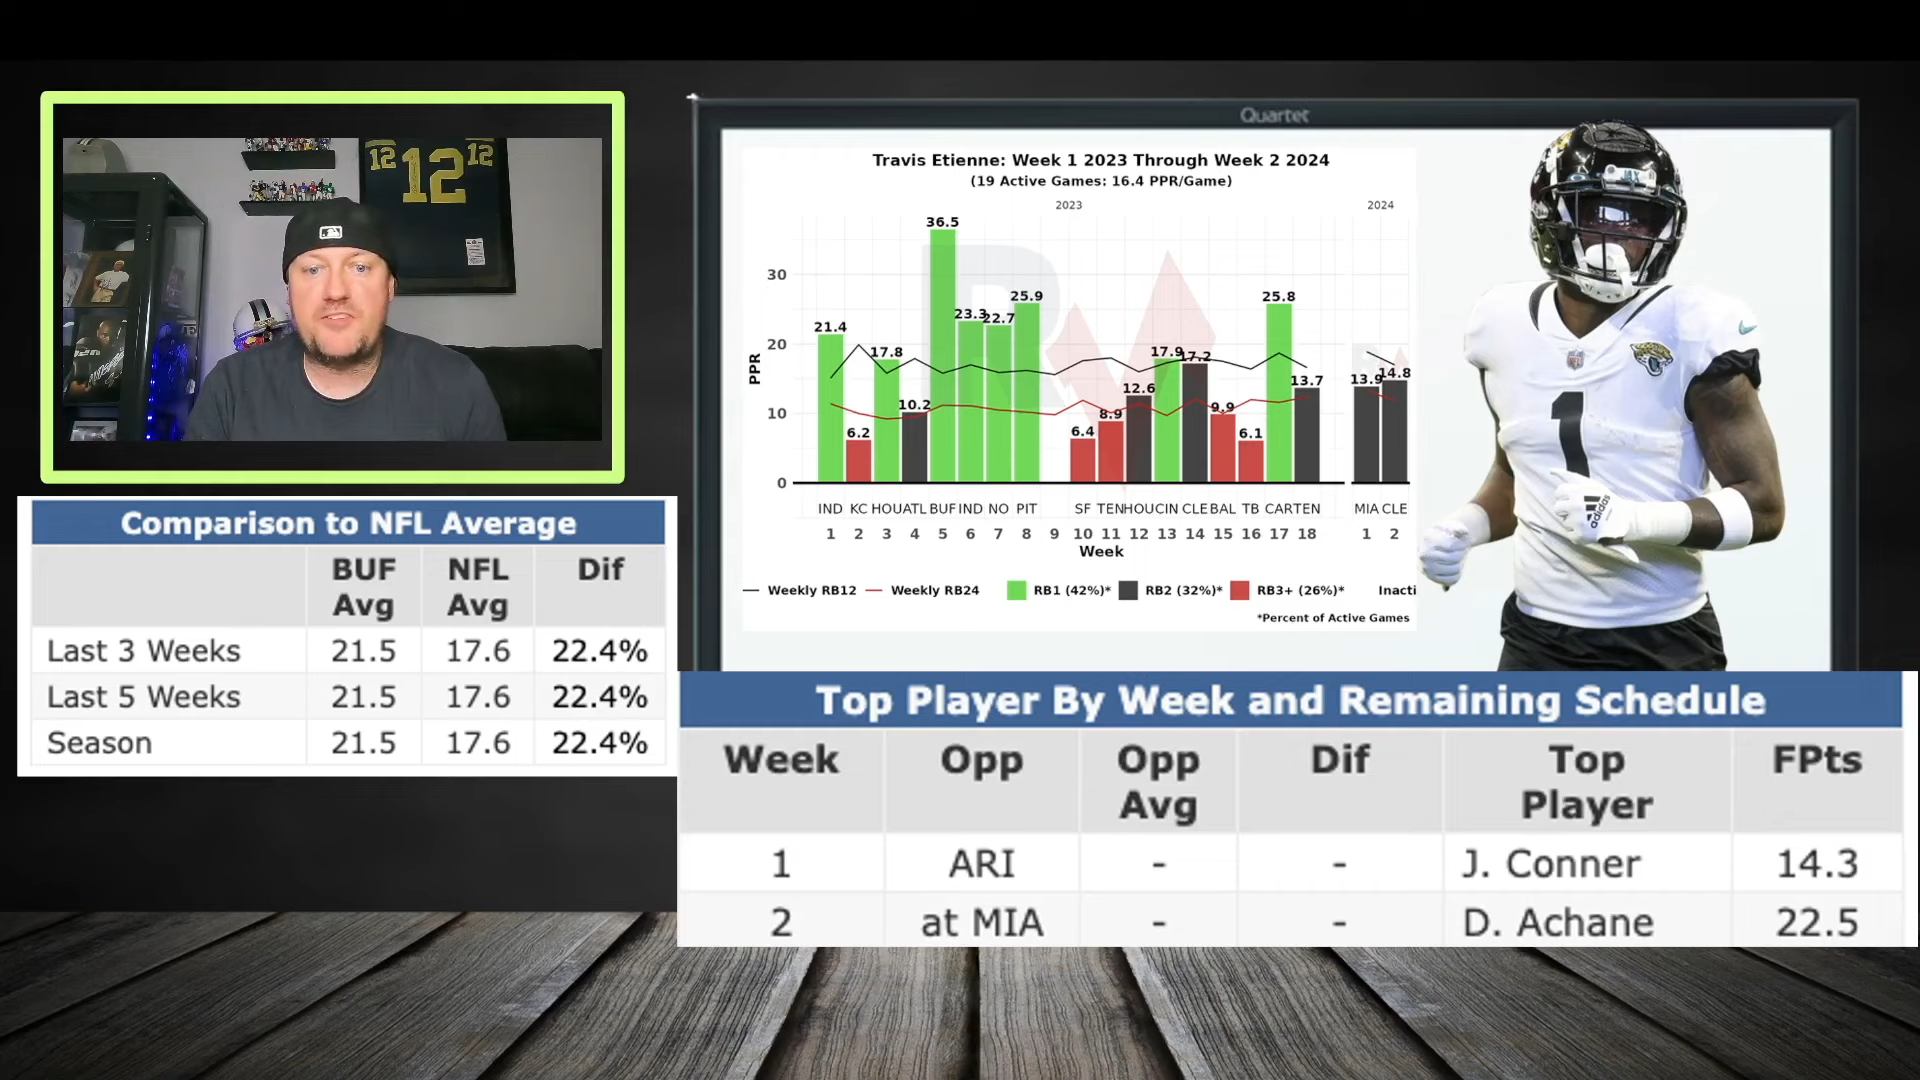 12 12 12
Quartet
Travis Etienne: Week 1 2023 Through Week 2 2024
(19 Active Games: 16.4 PPR/Game)
2023 2024
PPR
30
20
10
0
21.4 6.2 17.8 10.2 36.5 23.3 22.7 25.9 6.4 8.9 12.6 17.9 17.2 9.9 6.1 25.8 13.7 13.9 14.8
IND KC HOU ATL BUF IND NO PIT SF TEN HOU CIN CLE BAL TB CAR TEN MIA CLE
1 2 3 4 5 6 7 8 9 10 11 12 13 14 15 16 17 18 1 2
Week
Weekly RB12 Weekly RB24 RB1 (42%)* RB2 (32%)* RB3+ (26%)* Inacti
*Percent of Active Games
1
adidas
Comparison to NFL Average
BUF Avg NFL Avg Dif
Last 3 Weeks 21.5 17.6 22.4%
Last 5 Weeks 21.5 17.6 22.4%
Season 21.5 17.6 22.4%
Top Player By Week and Remaining Schedule
Week Opp Opp Avg Dif Top Player FPts
1 ARI - - J. Conner 14.3
2 at MIA - - D. Achane 22.5